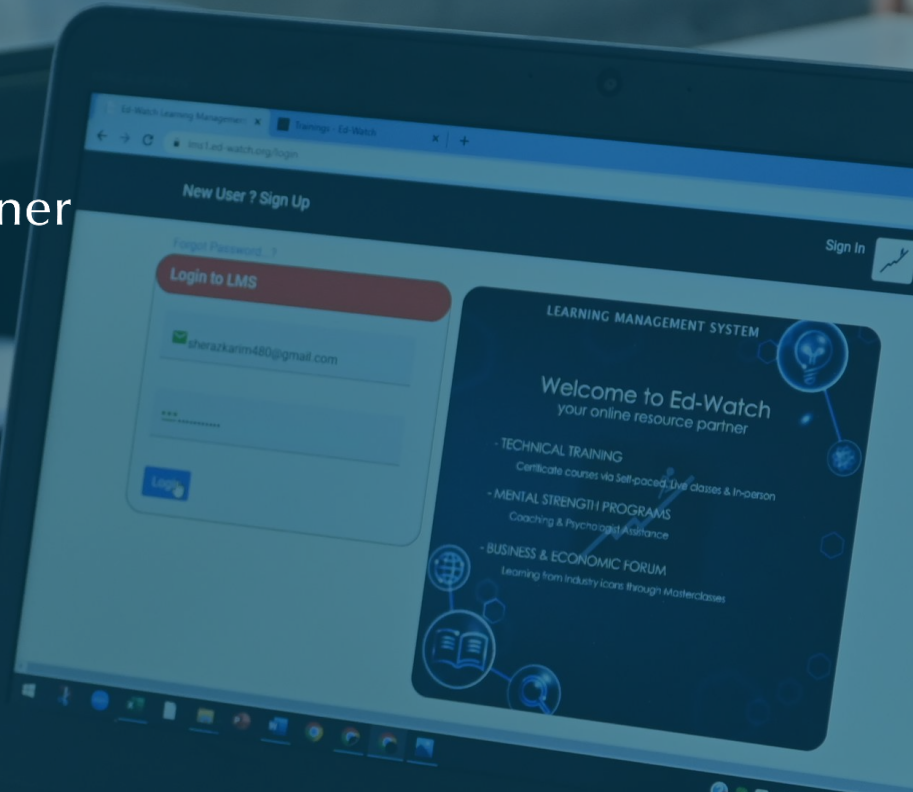 ner
Ed-Watch Learning Management
Trainings - Ed-Watch
lms1.ed-watch.org/login
New User ? Sign Up
Sign In
Forgot Password...?
Login to LMS
sherazkarim480@gmail.com
Login
LEARNING MANAGEMENT SYSTEM
Welcome to Ed-Watch
your online resource partner
- TECHNICAL TRAINING
Certificate courses via Self-paced, Live classes & In-person
- MENTAL STRENGTH PROGRAMS
Coaching & Psychologist Assistance
- BUSINESS & ECONOMIC FORUM
Learning from Industry icons through Masterclasses